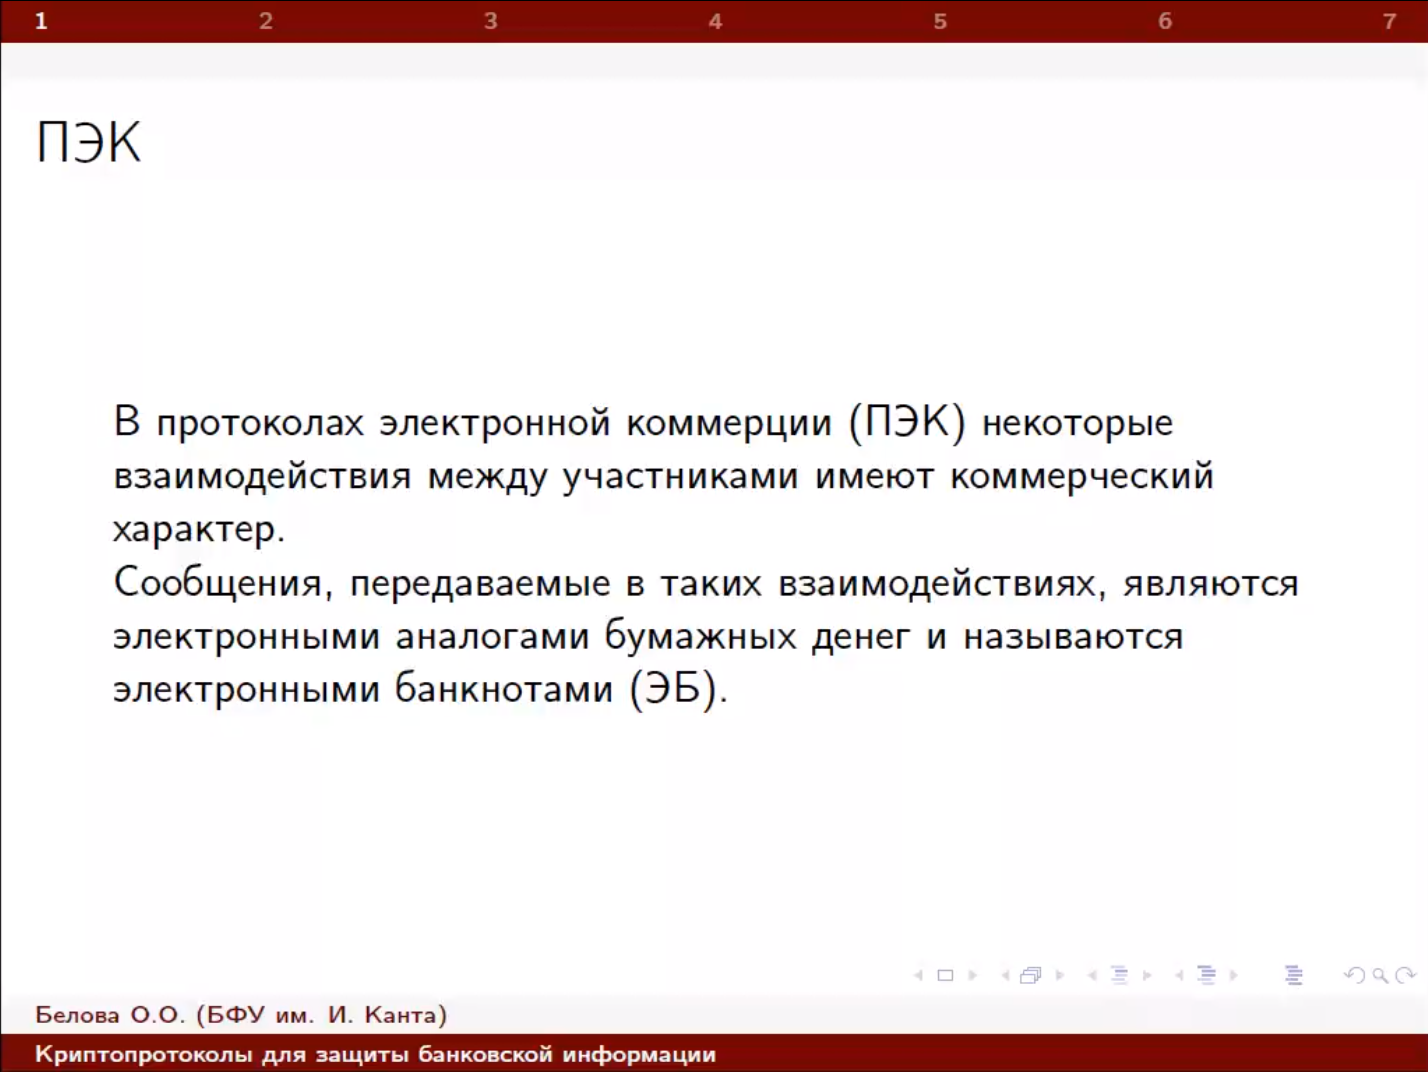 1 2 3 4 5 6 7
ПЭК
В протоколах электронной коммерции (ПЭК) некоторые
взаимодействия между участниками имеют коммерческий
характер.
Сообщения, передаваемые в таких взаимодействиях, являются
электронными аналогами бумажных денег и называются
электронными банкнотами (ЭБ).
Белова О.О. (БФУ им. И. Канта)
Криптопротоколы для защиты банковской информации